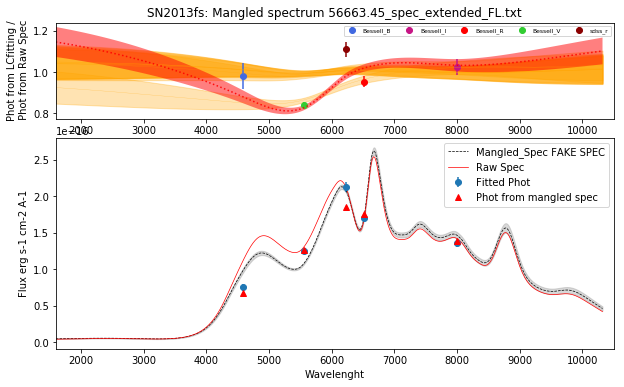 SN2013fs: Mangled spectrum 56663.45_spec_extended_FL.txt
Phot from LCfitting /
Phot from Raw Spec
1.2
1.0
0.8
Bessell_B Bessell_I Bessell_R Bessell_V sdss_r
2000 3000 4000 5000 6000 7000 8000 9000 10000
1e-16
Flux erg s-1 cm-2 A-1
2.5
2.0
1.5
1.0
0.5
0.0
Mangled_Spec FAKE SPEC
Raw Spec
Fitted Phot
Phot from mangled spec
2000 3000 4000 5000 6000 7000 8000 9000 10000
Wavelenght